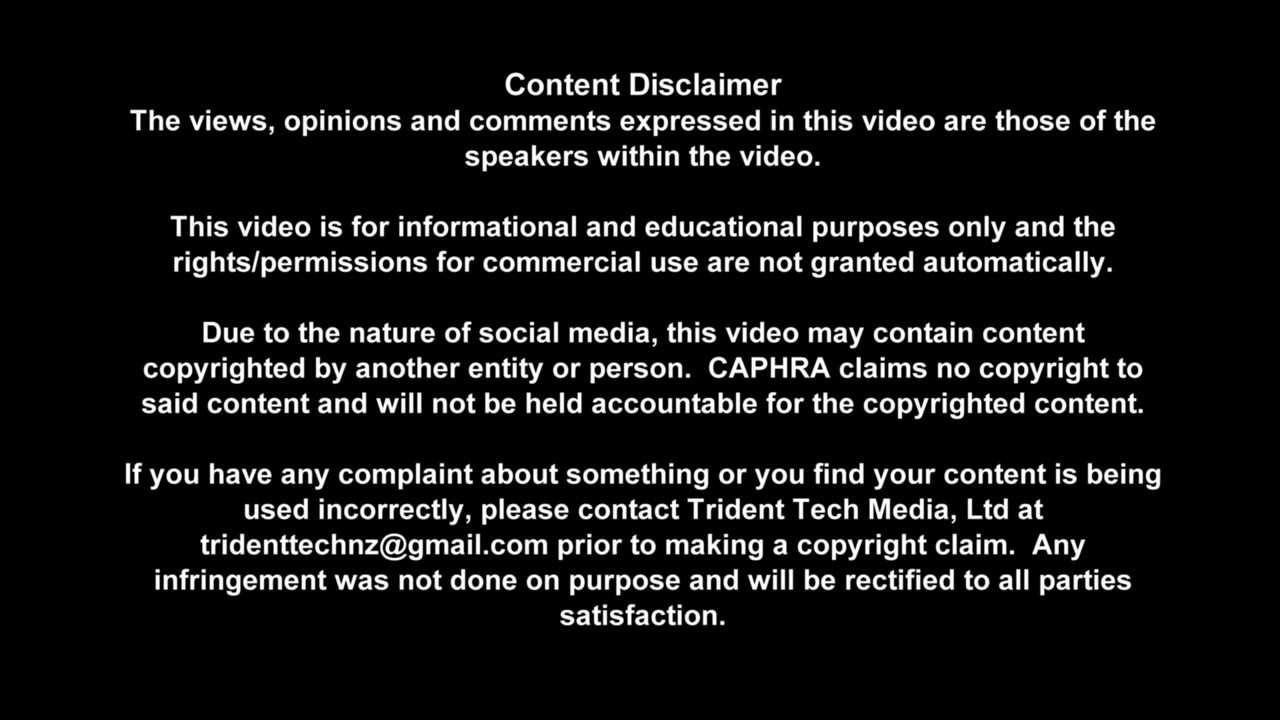 Content Disclaimer
The views, opinions and comments expressed in this video are those of the
speakers within the video.
This video is for informational and educational purposes only and the
rights/permissions for commercial use are not granted automatically.
Due to the nature of social media, this video may contain content
copyrighted by another entity or person.  CAPHRA claims no copyright to
said content and will not be held accountable for the copyrighted content.
If you have any complaint about something or you find your content is being
used incorrectly, please contact Trident Tech Media, Ltd at
tridenttechnz@gmail.com prior to making a copyright claim.  Any
infringement was not done on purpose and will be rectified to all parties
satisfaction.